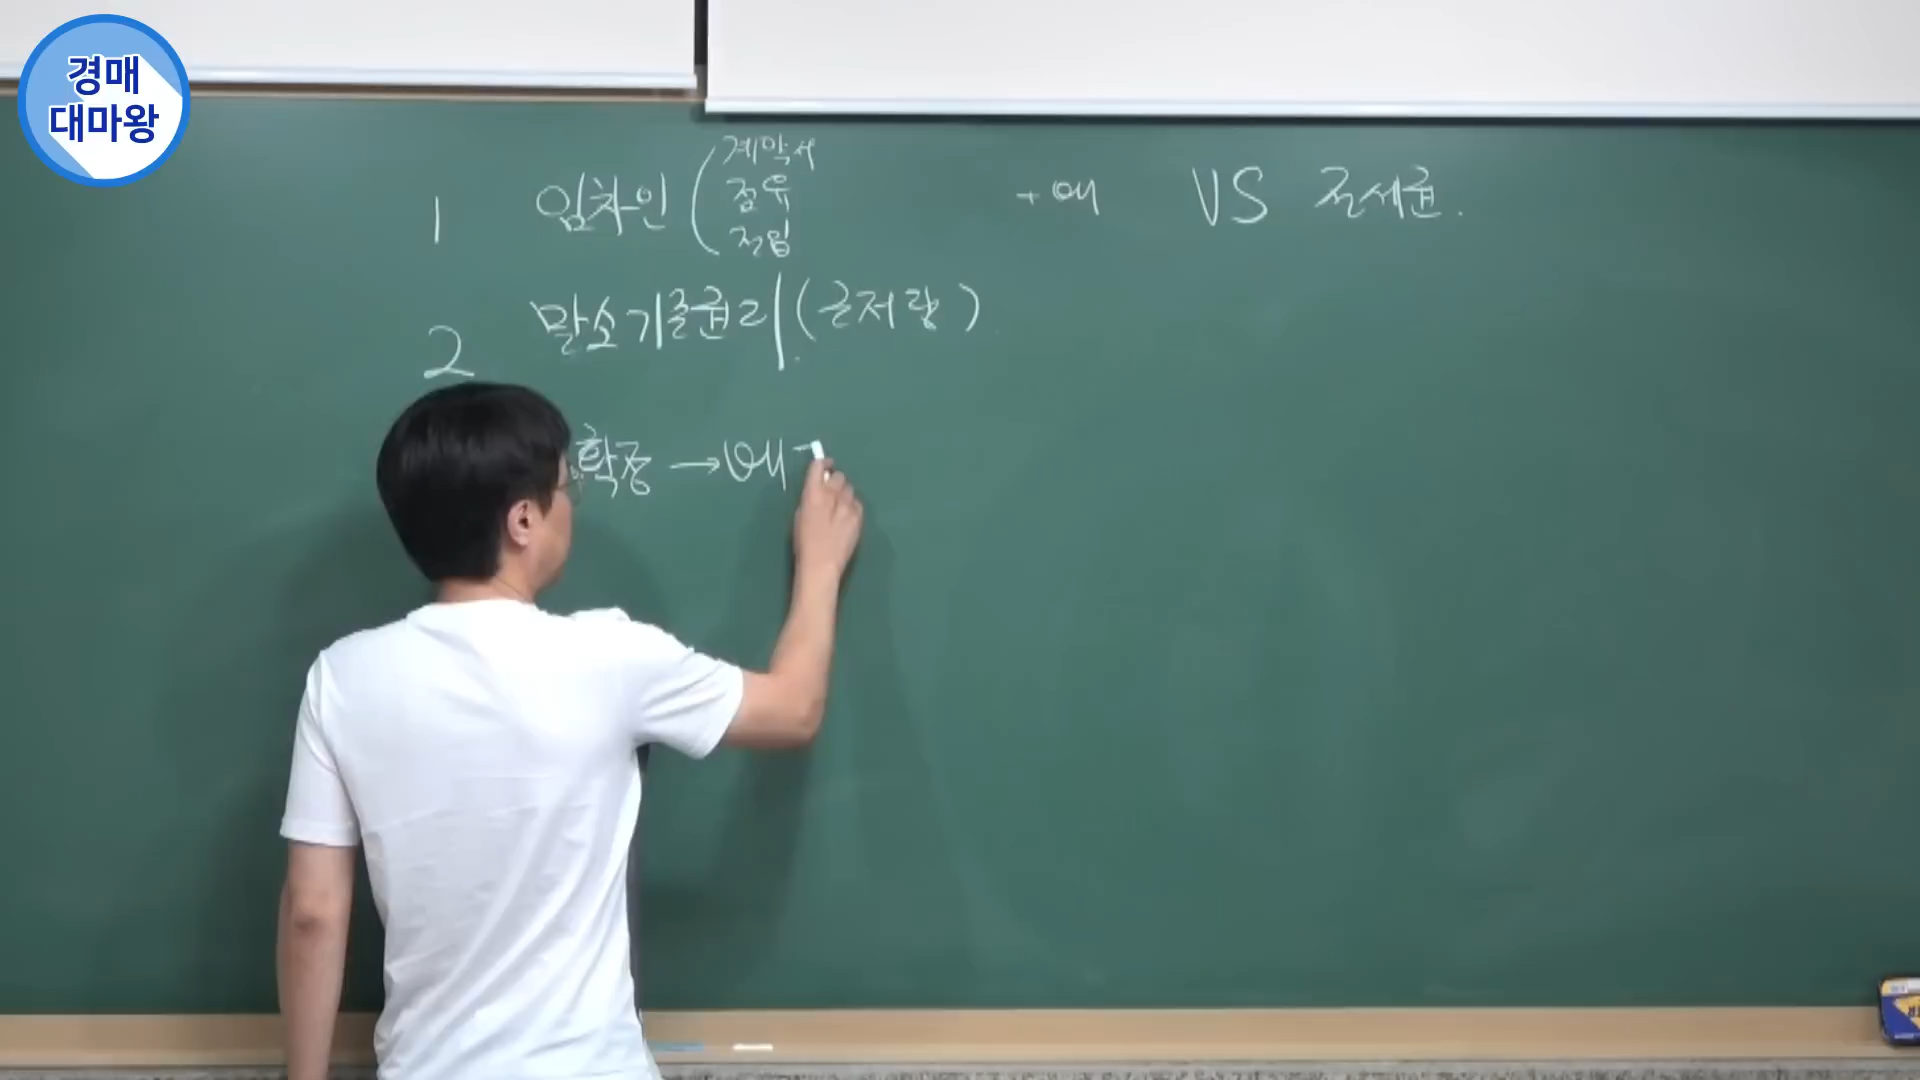 경매
대마왕
1 임차인 ( 계약서
점유
전입
+ 배 VS 전세권.
2 말소기준권리 (근저당)
확정 → 배